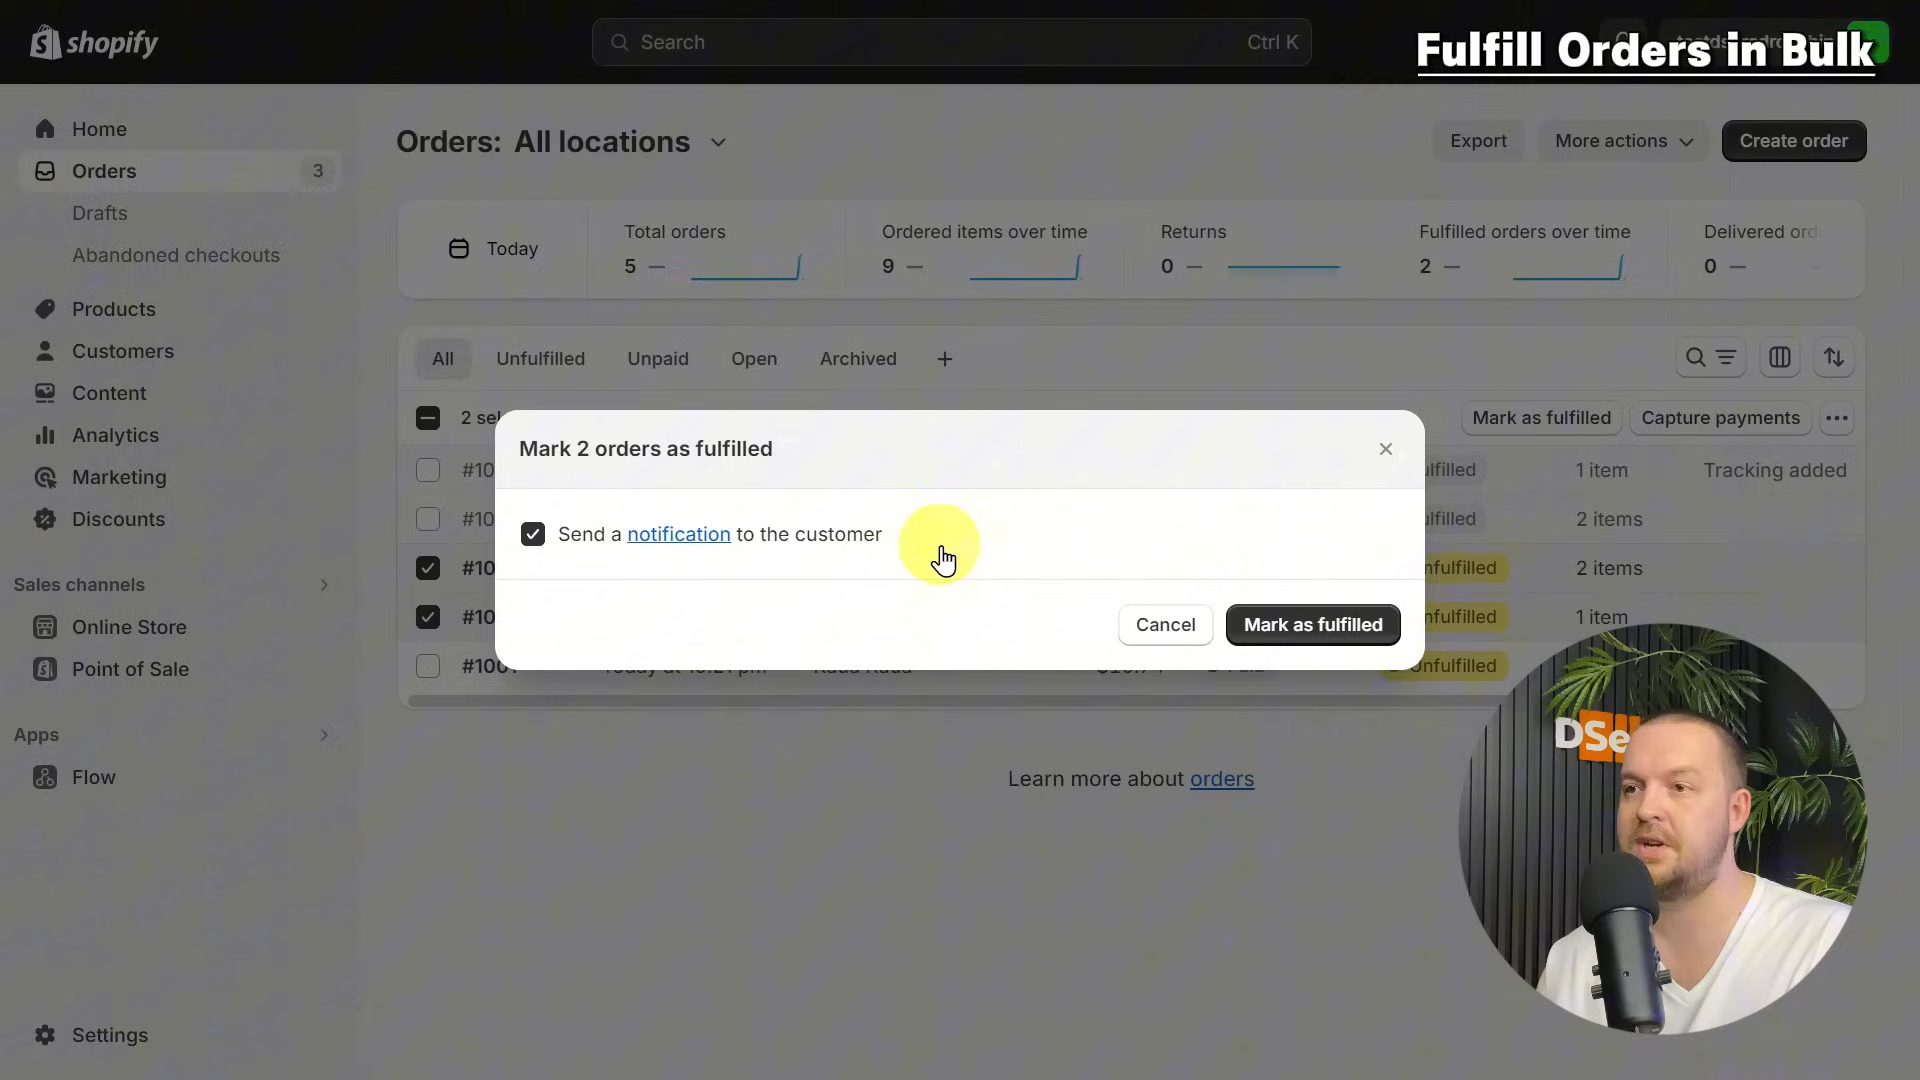 shopify
Search
Ctrl K
Fulfill Orders in Bulk
Home
Orders
3
Drafts
Abandoned checkouts
Products
Customers
Content
Analytics
Marketing
Discounts
Sales channels
Online Store
Point of Sale
Apps
Flow
Settings
Orders: All locations
Export
More actions
Create order
Today
Total orders
5 —
Ordered items over time
9 —
Returns
0 —
Fulfilled orders over time
2 —
Delivered
0 —
All
Unfulfilled
Unpaid
Open
Archived
+
2
Mark as fulfilled
Capture payments
1 item
Tracking added
2 items
2 items
1 item
Unfulfilled
Mark 2 orders as fulfilled
Send a notification to the customer
Cancel
Mark as fulfilled
Learn more about orders